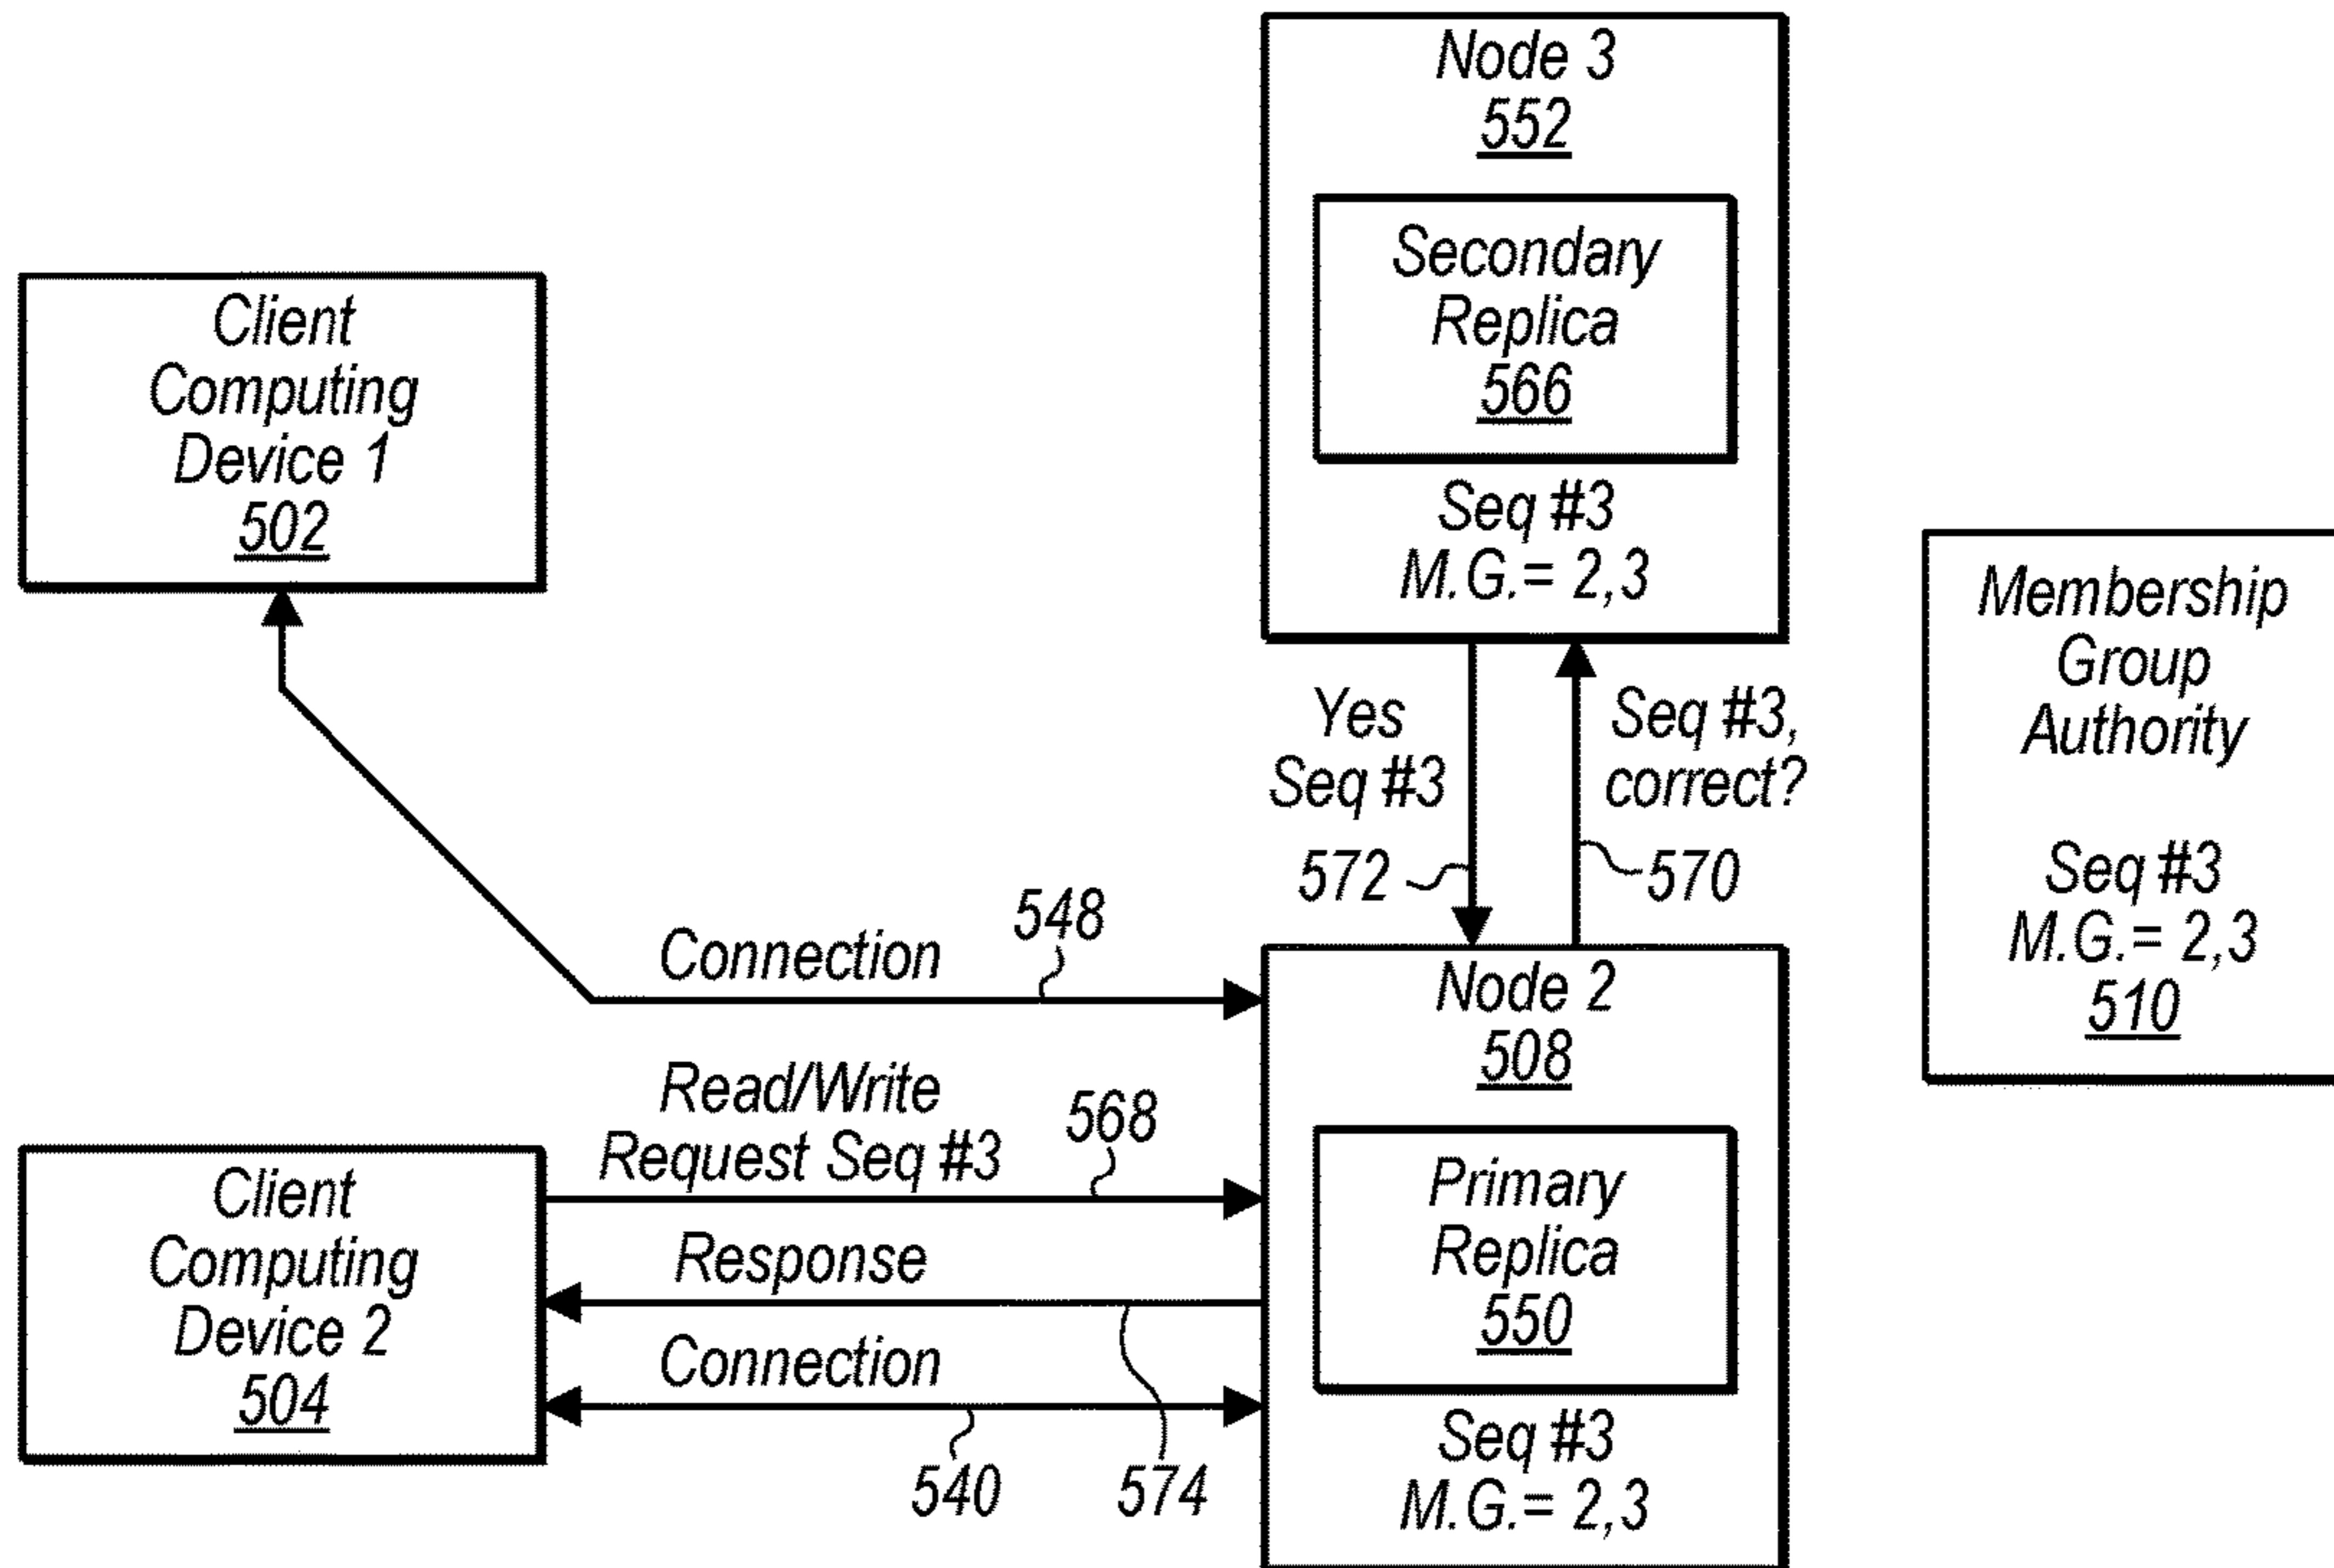 Node 3
552
Secondary
Replica
566
Seq #3
M.G.= 2,3
Client
Computing
Device 1
502
Membership
Group
Authority
Seq #3
M.G.= 2,3
510
Yes
Seq #3
572
Seq #3,
correct?
570
Connection
548
Node 2
508
Primary
Replica
550
Seq #3
M.G.= 2,3
Read/Write
Request Seq #3
568
Response
574
Connection
540
Client
Computing
Device 2
504